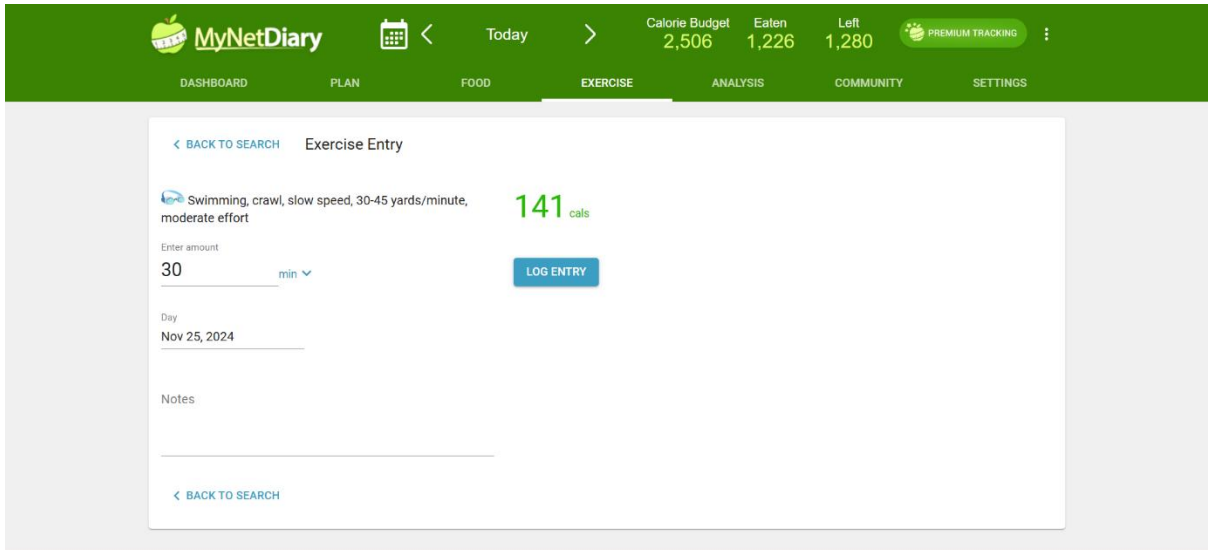 MyNetDiary
Today
Calorie Budget Eaten Left
2,506 1,226 1,280
PREMIUM TRACKING
DASHBOARD PLAN FOOD EXERCISE ANALYSIS COMMUNITY SETTINGS
BACK TO SEARCH Exercise Entry
Swimming, crawl, slow speed, 30-45 yards/minute,
moderate effort
141 cals
Enter amount
30 min
LOG ENTRY
Day
Nov 25, 2024
Notes
BACK TO SEARCH